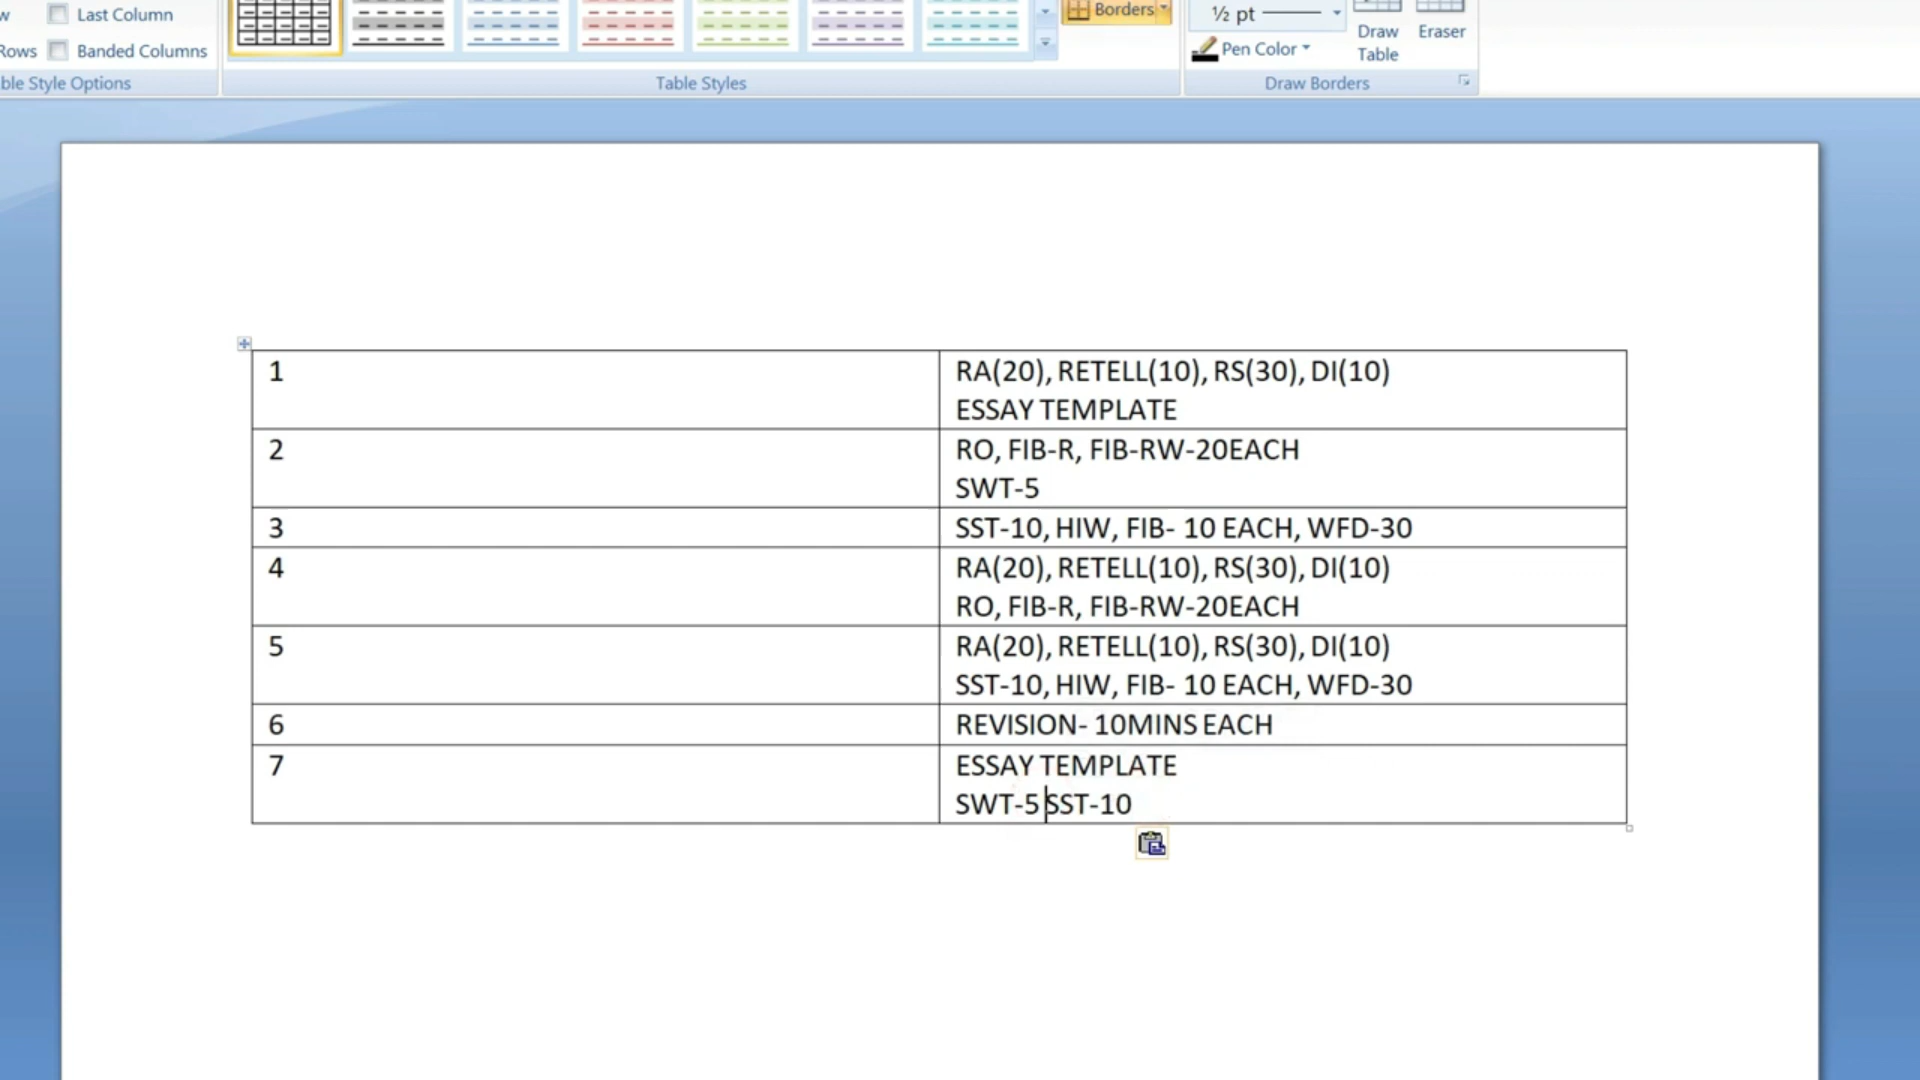 Last Column
Borders
½ pt
Rows
Banded Columns
Pen Color
Draw
Table
Eraser
ble Style Options
Table Styles
Draw Borders
1
RA(20), RETELL(10), RS(30), DI(10)
ESSAY TEMPLATE
2
RO, FIB-R, FIB-RW-20EACH
SWT-5
3
SST-10, HIW, FIB- 10 EACH, WFD-30
4
RA(20), RETELL(10), RS(30), DI(10)
RO, FIB-R, FIB-RW-20EACH
5
RA(20), RETELL(10), RS(30), DI(10)
SST-10, HIW, FIB- 10 EACH, WFD-30
6
REVISION- 10MINS EACH
7
ESSAY TEMPLATE
SWT-5 SST-10